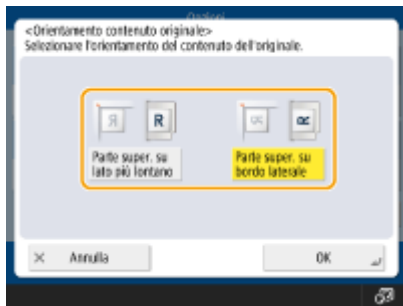 Opzioni
<Orientamento contenuto originale>
Selezionare l'orientamento del contenuto dell'originale.
R R R R
Parte super. su
lato più lontano
Parte super. su
bordo laterale
× Annulla
OK